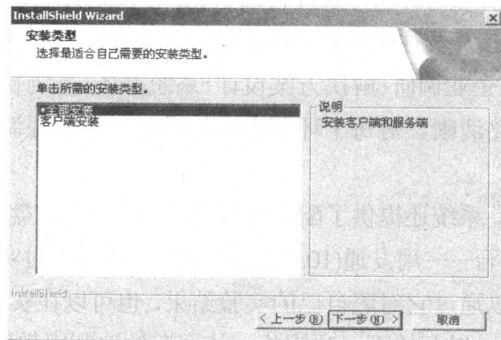 InstallShield Wizard
安装类型
选择最适合自己需要的安装类型。
单击所需的安装类型。
全部安装
客户端安装
说明
安装客户端和服务端
InstallShield
< 上一步(B) 下一步(N) > 取消